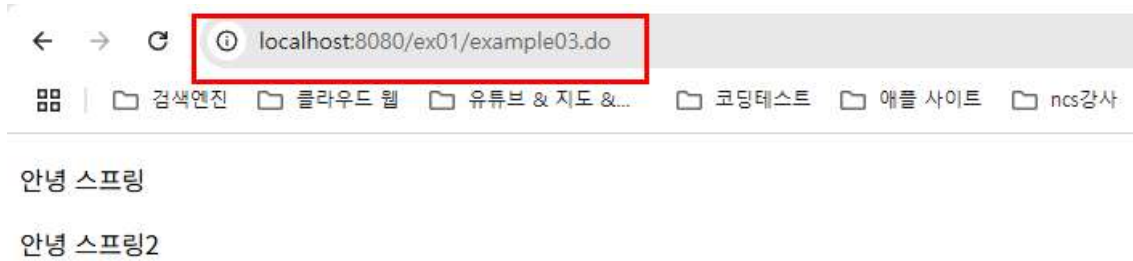 localhost:8080/ex01/example03.do
검색엔진 클라우드 웹 유튜브 & 지도 &... 코딩테스트 애플 사이트 ncs강사
안녕 스프링
안녕 스프링2